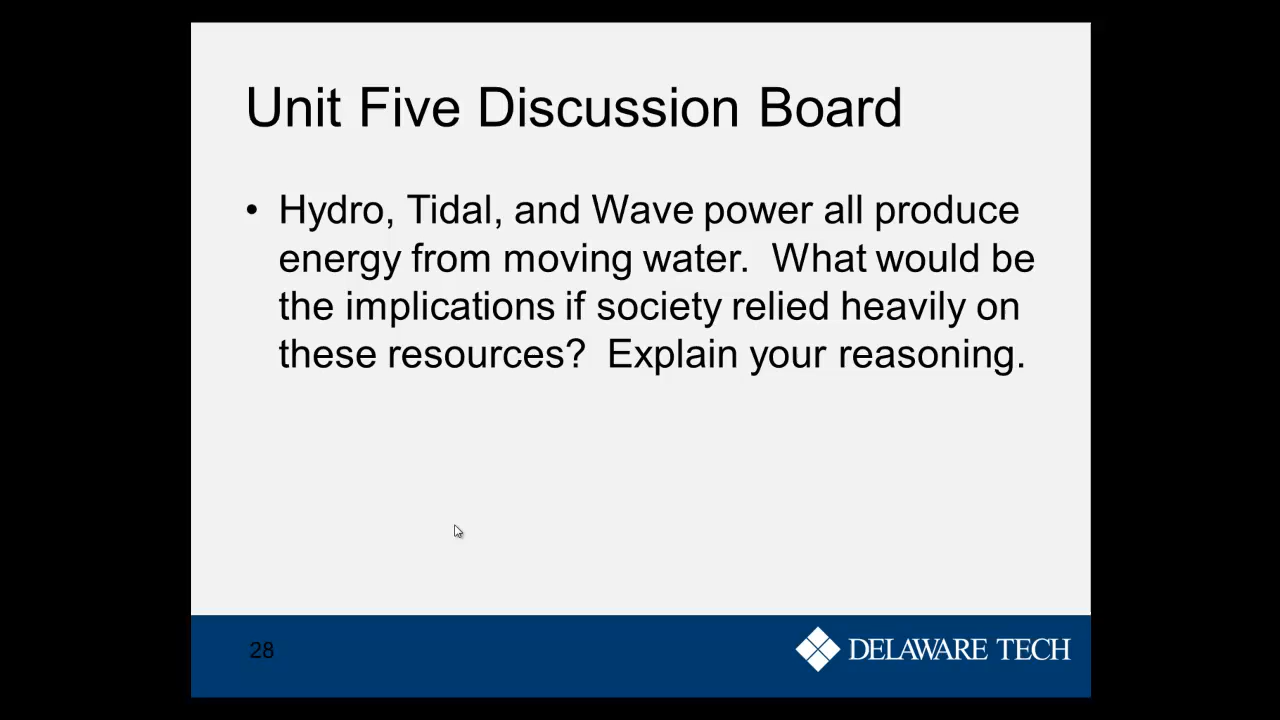 Unit Five Discussion Board
• Hydro, Tidal, and Wave power all produce
energy from moving water.  What would be
the implications if society relied heavily on
these resources?  Explain your reasoning.
28
DELAWARE TECH